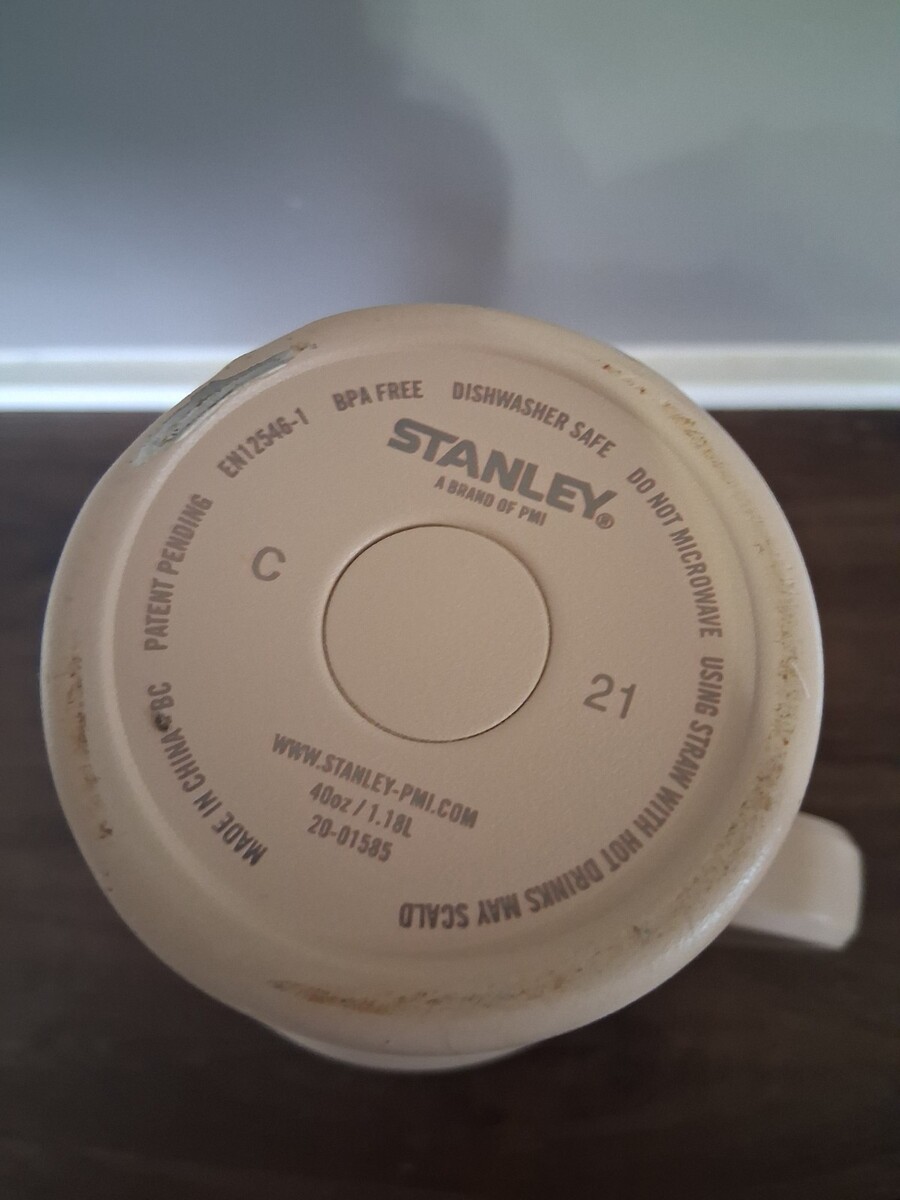 STANLEY®
A BRAND OF PMI
C
21
WWW.STANLEY-PMI.COM
40oz / 1.18L
20-01585
MADE IN CHINA BC PATENT PENDING EN12546-1 BPA FREE DISHWASHER SAFE DO NOT MICROWAVE USING STRAW WITH HOT DRINKS MAY SCALD